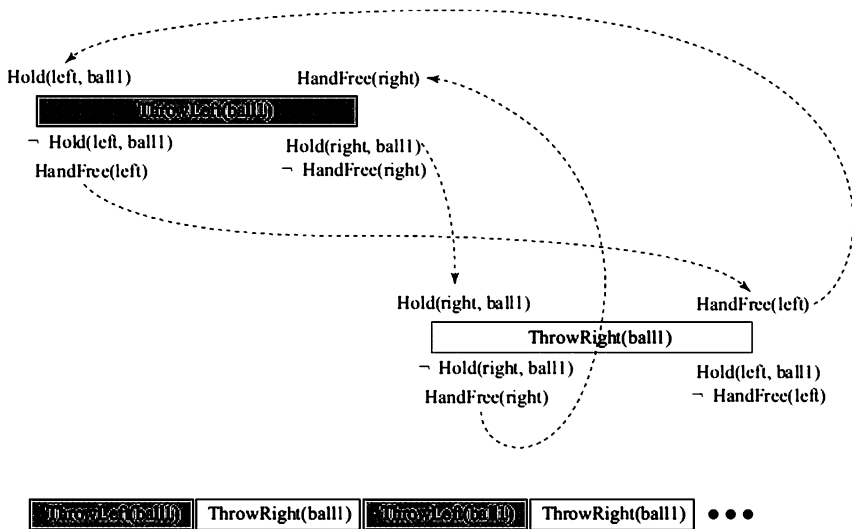 Hold(left, ball1)
HandFree(right)
ThrowLeft(ball1)
¬ Hold(left, ball1)
HandFree(left)
Hold(right, ball1)
¬ HandFree(right)
Hold(right, ball1)
HandFree(left)
ThrowRight(ball1)
¬ Hold(right, ball1)
HandFree(right)
Hold(left, ball1)
¬ HandFree(left)
ThrowLeft(ball1) ThrowRight(ball1) ThrowLeft(ball1) ThrowRight(ball1) •••